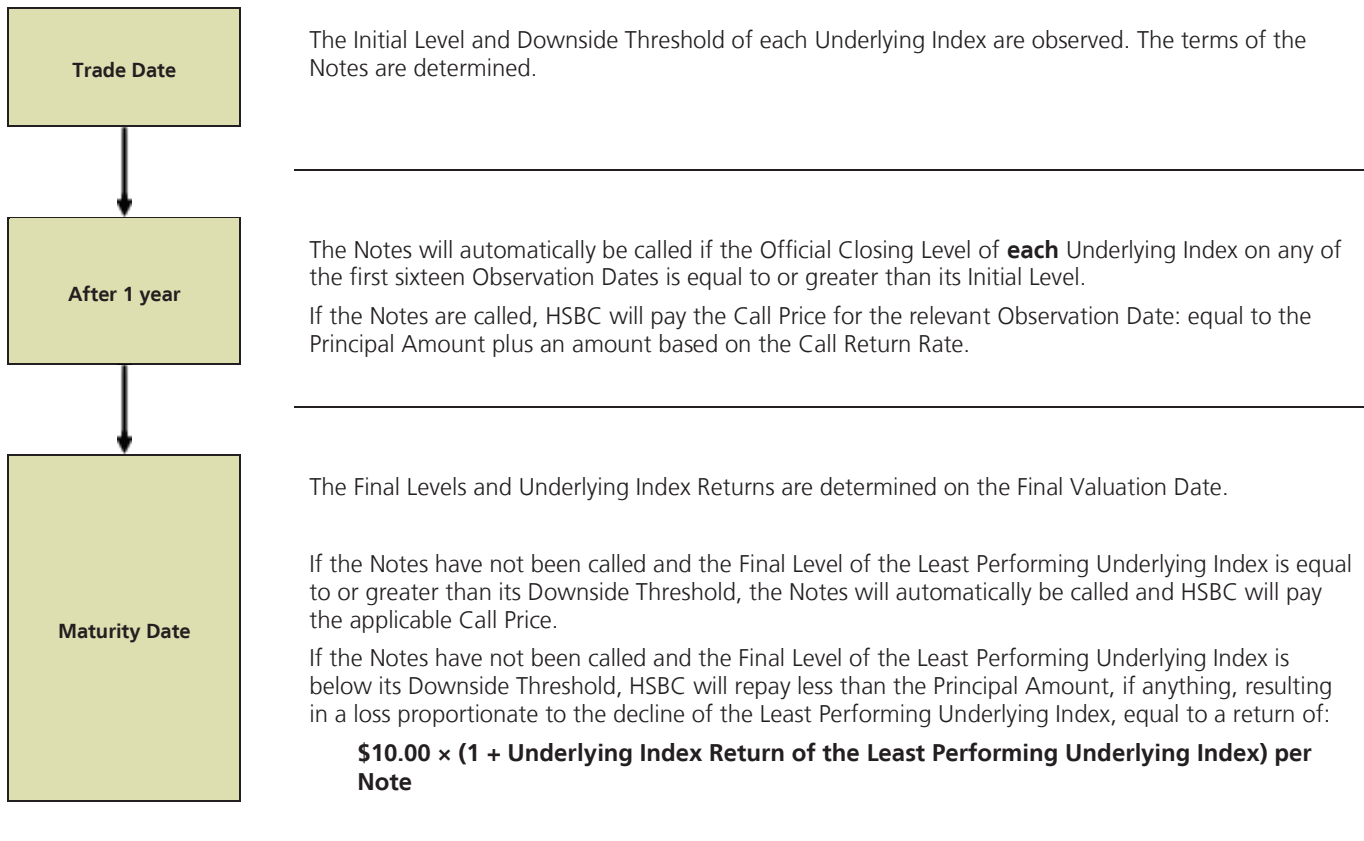 Trade Date
The Initial Level and Downside Threshold of each Underlying Index are observed. The terms of the
Notes are determined.
After 1 year
The Notes will automatically be called if the Official Closing Level of each Underlying Index on any of
the first sixteen Observation Dates is equal to or greater than its Initial Level.
If the Notes are called, HSBC will pay the Call Price for the relevant Observation Date: equal to the
Principal Amount plus an amount based on the Call Return Rate.
Maturity Date
The Final Levels and Underlying Index Returns are determined on the Final Valuation Date.
If the Notes have not been called and the Final Level of the Least Performing Underlying Index is equal
to or greater than its Downside Threshold, the Notes will automatically be called and HSBC will pay
the applicable Call Price.
If the Notes have not been called and the Final Level of the Least Performing Underlying Index is
below its Downside Threshold, HSBC will repay less than the Principal Amount, if anything, resulting
in a loss proportionate to the decline of the Least Performing Underlying Index, equal to a return of:
$10.00 × (1 + Underlying Index Return of the Least Performing Underlying Index) per
Note